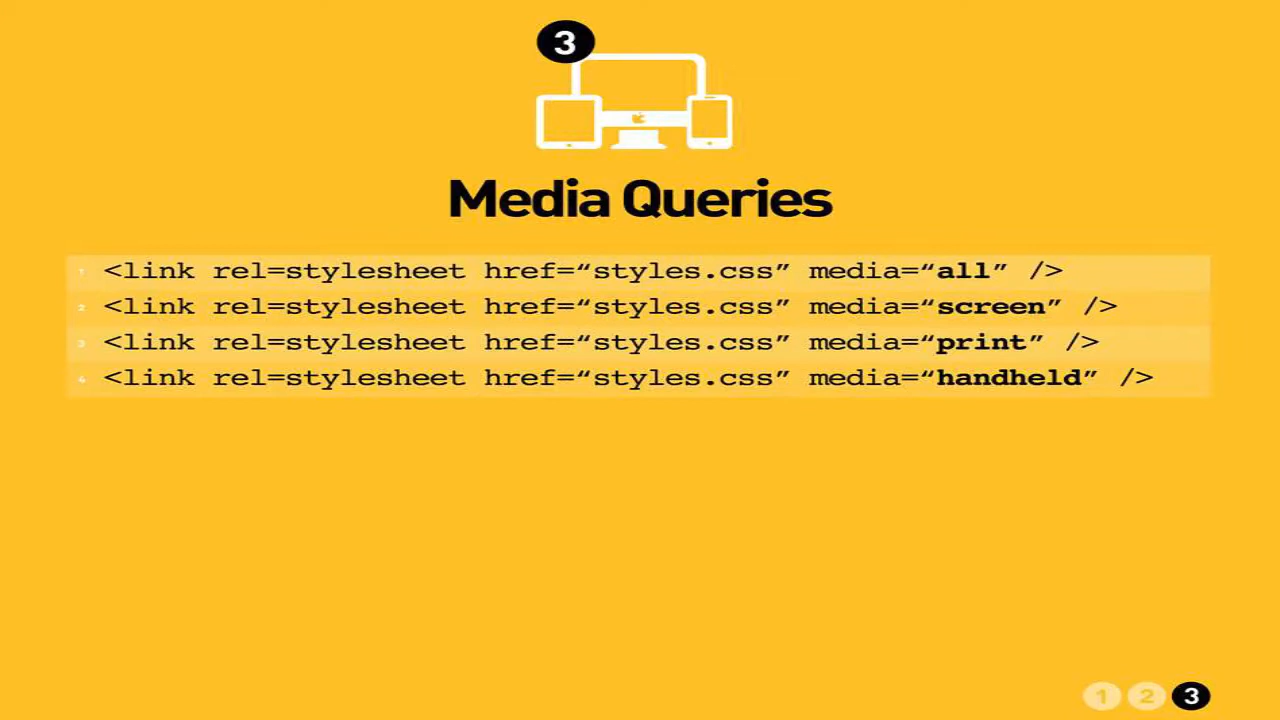 3
Media Queries
1 <link rel=stylesheet href=“styles.css” media=“all” />
2 <link rel=stylesheet href=“styles.css” media=“screen” />
3 <link rel=stylesheet href=“styles.css” media=“print” />
4 <link rel=stylesheet href=“styles.css” media=“handheld” />
1 2 3